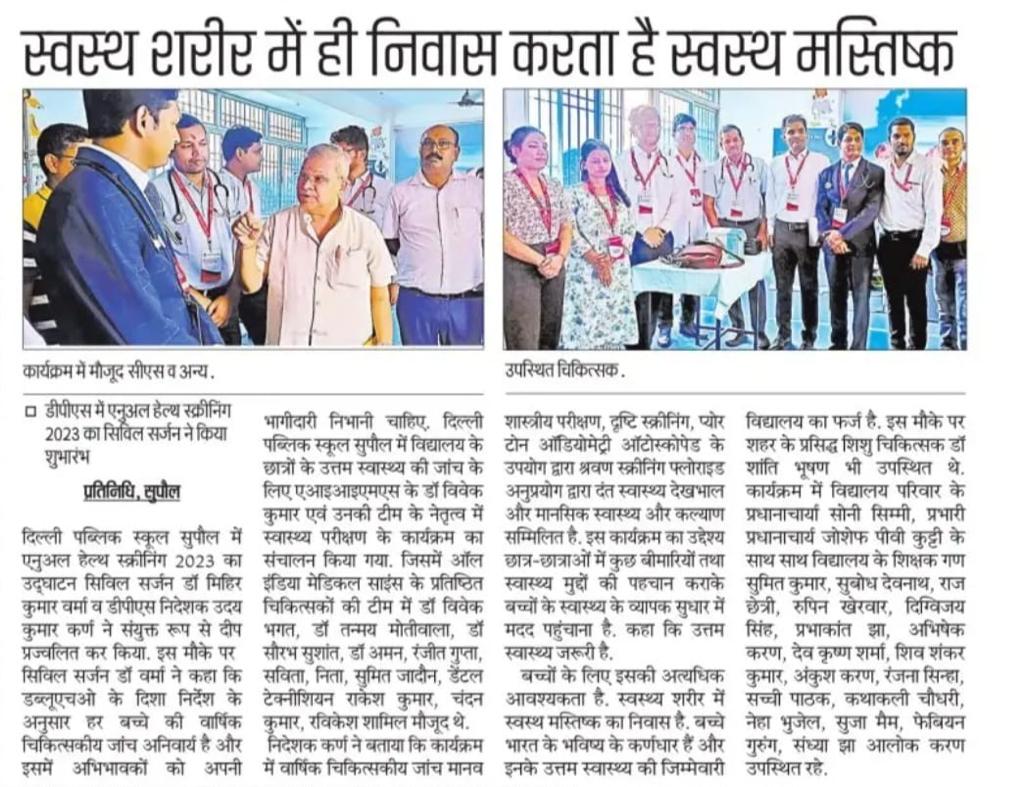 स्वस्थ शरीर में ही निवास करता है स्वस्थ मस्तिष्क
कार्यक्रम में मौजूद सीएस व अन्य.
उपस्थित चिकित्सक.
डीपीएस में एनुअल हेल्थ स्क्रीनिंग
2023 का सिविल सर्जन ने किया
शुभारंभ
प्रतिनिधि, सुपौल
दिल्ली पब्लिक स्कूल सुपौल में
एनुअल हेल्थ स्क्रीनिंग 2023 का
उद्घाटन सिविल सर्जन डॉ मिहिर
कुमार वर्मा व डीपीएस निदेशक उदय
कुमार कर्ण ने संयुक्त रूप से दीप
प्रज्वलित कर किया. इस मौके पर
सिविल सर्जन डॉ वर्मा ने कहा कि
डब्लूएचओ के दिशा निर्देश के
अनुसार हर बच्चे की वार्षिक
चिकित्सकीय जांच अनिवार्य है और
इसमें अभिभावकों को अपनी
भागीदारी निभानी चाहिए. दिल्ली
पब्लिक स्कूल सुपौल में विद्यालय के
छात्रों के उत्तम स्वास्थ्य की जांच के
लिए एआइआइएमएस के डॉ विवेक
कुमार एवं उनकी टीम के नेतृत्व में
स्वास्थ्य परीक्षण के कार्यक्रम का
संचालन किया गया. जिसमें ऑल
इंडिया मेडिकल साइंस के प्रतिष्ठित
चिकित्सकों की टीम में डॉ विवेक
भगत, डॉ तन्मय मोतीवाला, डॉ
सौरभ सुशांत, डॉ अमन, रंजीत गुप्ता,
सविता, निता, सुमित जादौन, डेंटल
टेक्नीशियन राकेश कुमार, चंदन
कुमार, रविकेश शामिल मौजूद थे.
निदेशक कर्ण ने बताया कि कार्यक्रम
में वार्षिक चिकित्सकीय जांच मानव
शास्त्रीय परीक्षण, दृष्टि स्क्रीनिंग, प्योर
टोन ऑडियोमेट्री ऑटोस्कोपेड के
उपयोग द्वारा श्रवण स्क्रीनिंग फ्लोराइड
अनुप्रयोग द्वारा दंत स्वास्थ्य देखभाल
और मानसिक स्वास्थ्य और कल्याण
सम्मिलित है. इस कार्यक्रम का उद्देश्य
छात्र-छात्राओं में कुछ बीमारियों तथा
स्वास्थ्य मुद्दों की पहचान कराके
बच्चों के स्वास्थ्य के व्यापक सुधार में
मदद पहुंचाना है. कहा कि उत्तम
स्वास्थ्य जरूरी है.
बच्चों के लिए इसकी अत्यधिक
आवश्यकता है. स्वस्थ्य शरीर में
स्वस्थ मस्तिष्क का निवास है. बच्चे
भारत के भविष्य के कर्णधार हैं और
इनके उत्तम स्वास्थ्य की जिम्मेवारी
विद्यालय का फर्ज है. इस मौके पर
शहर के प्रसिद्ध शिशु चिकित्सक डॉ
शांति भूषण भी उपस्थित थे.
कार्यक्रम में विद्यालय परिवार के
प्रधानाचार्या सोनी सिम्मी, प्रभारी
प्रधानाचार्य जोशेफ पीवी कुट्टी के
साथ साथ विद्यालय के शिक्षक गण
सुमित कुमार, सुबोध देवनाथ, राज
छेत्री, रुपिन खेरवार, दिग्विजय
सिंह, प्रभाकांत झा, अभिषेक
करण, देव कृष्ण शर्मा, शिव शंकर
कुमार, अंकुश करण, रंजना सिन्हा,
सच्ची पाठक, कथाकली चौधरी,
नेहा भुजेल, सुजा मैम, फेबियन
गुरुंग, संध्या झा आलोक करण
उपस्थित रहे.